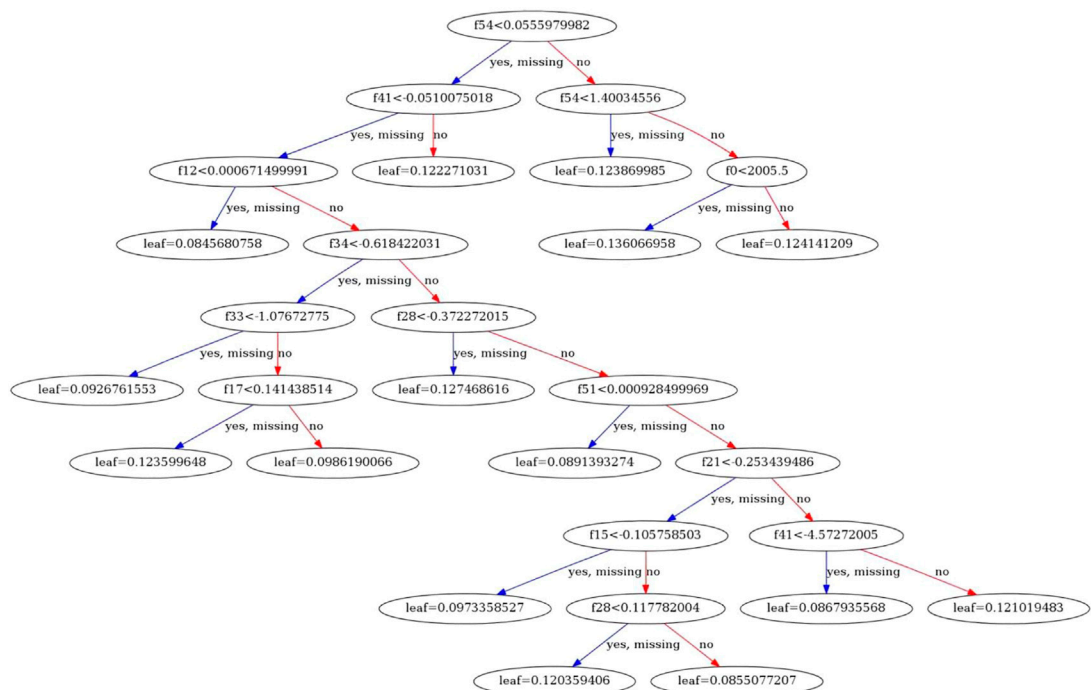 f54<0.0555979982
yes, missing
no
f41<-0.0510075018
f54<1.40034556
yes, missing
no
yes, missing
no
f12<0.000671499991
leaf=0.122271031
leaf=0.123869985
f0<2005.5
yes, missing
no
yes, missing
no
leaf=0.0845680758
f34<-0.618422031
leaf=0.136066958
leaf=0.124141209
yes, missing
no
f33<-1.07672775
f28<-0.372272015
yes, missing
no
yes, missing
no
leaf=0.0926761553
f17<0.141438514
leaf=0.127468616
f51<0.000928499969
yes, missing
no
yes, missing
no
leaf=0.123599648
leaf=0.0986190066
leaf=0.0891393274
f21<-0.253439486
yes, missing
no
f15<-0.105758503
f41<-4.57272005
yes, missing
no
yes, missing
no
leaf=0.0973358527
f28<0.117782004
leaf=0.0867935568
leaf=0.121019483
yes, missing
no
leaf=0.120359406
leaf=0.0855077207